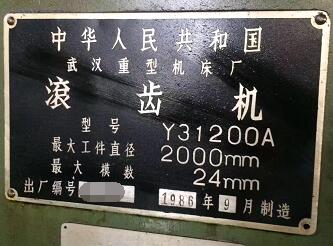 中华人民共和国
武汉重型机床厂
滚齿机
型号 Y31200A
最大工件直径 2000mm
最大模数 24mm
出厂编号 1986年9月制造